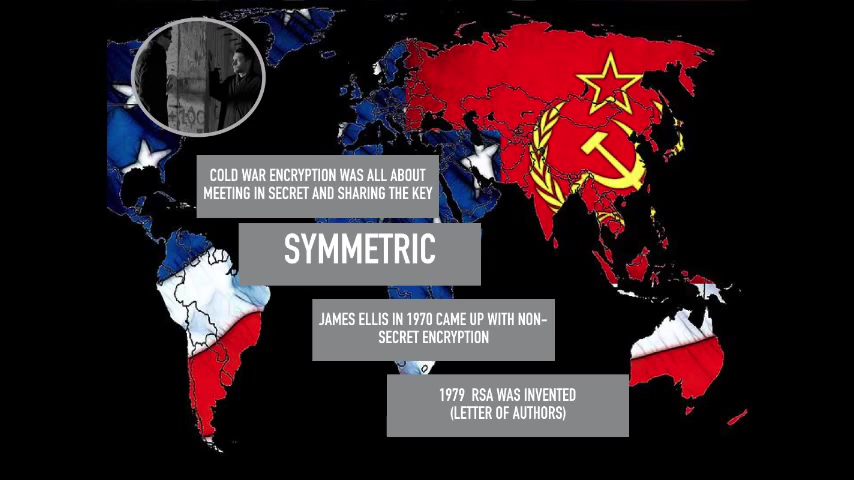 COLD WAR ENCRYPTION WAS ALL ABOUT
MEETING IN SECRET AND SHARING THE KEY
SYMMETRIC
JAMES ELLIS IN 1970 CAME UP WITH NON-
SECRET ENCRYPTION
1979 RSA WAS INVENTED
(LETTER OF AUTHORS)